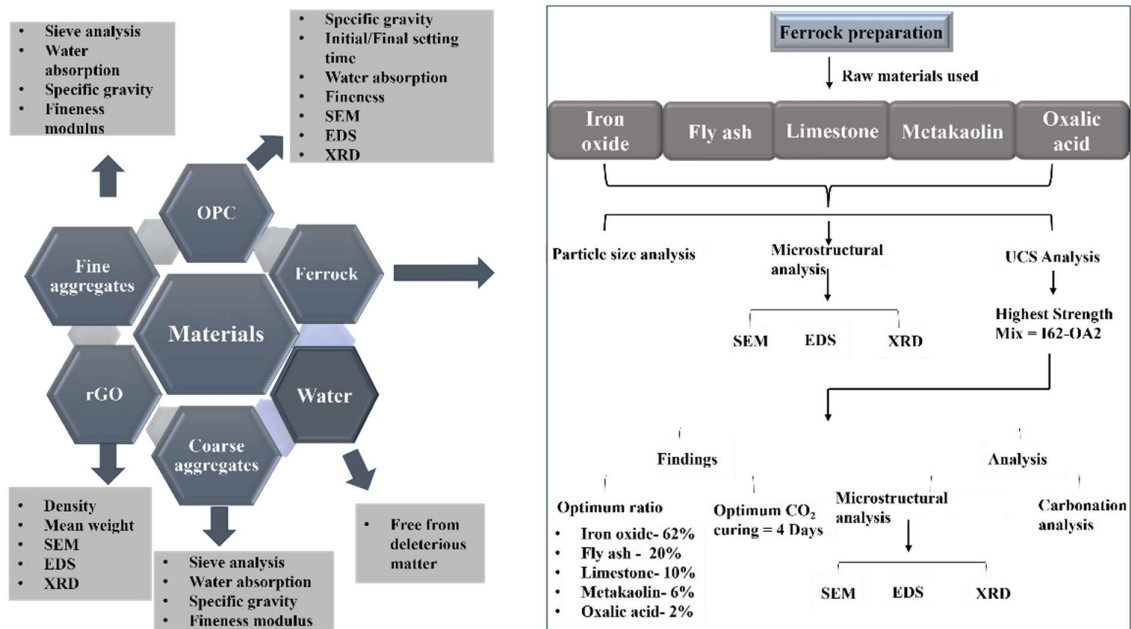 • Sieve analysis
• Water
absorption
• Specific gravity
• Fineness
modulus
• Specific gravity
• Initial/Final setting
time
• Water absorption
• Fineness
• SEM
• EDS
• XRD
OPC
Fine
aggregates
Ferrock
Materials
rGO
Water
Coarse
aggregates
• Density
• Mean weight
• SEM
• EDS
• XRD
• Sieve analysis
• Water absorption
• Specific gravity
• Fineness modulus
• Free from
deleterious
matter
Ferrock preparation
Raw materials used
Iron
oxide
Fly ash
Limestone
Metakaolin
Oxalic
acid
Particle size analysis
Microstructural
analysis
UCS Analysis
SEM
EDS
XRD
Highest Strength
Mix = I62-OA2
Findings
Analysis
Optimum ratio
• Iron oxide- 62%
• Fly ash - 20%
• Limestone- 10%
• Metakaolin- 6%
• Oxalic acid- 2%
Optimum CO₂
curing = 4 Days
Microstructural
analysis
Carbonation
analysis
SEM
EDS
XRD